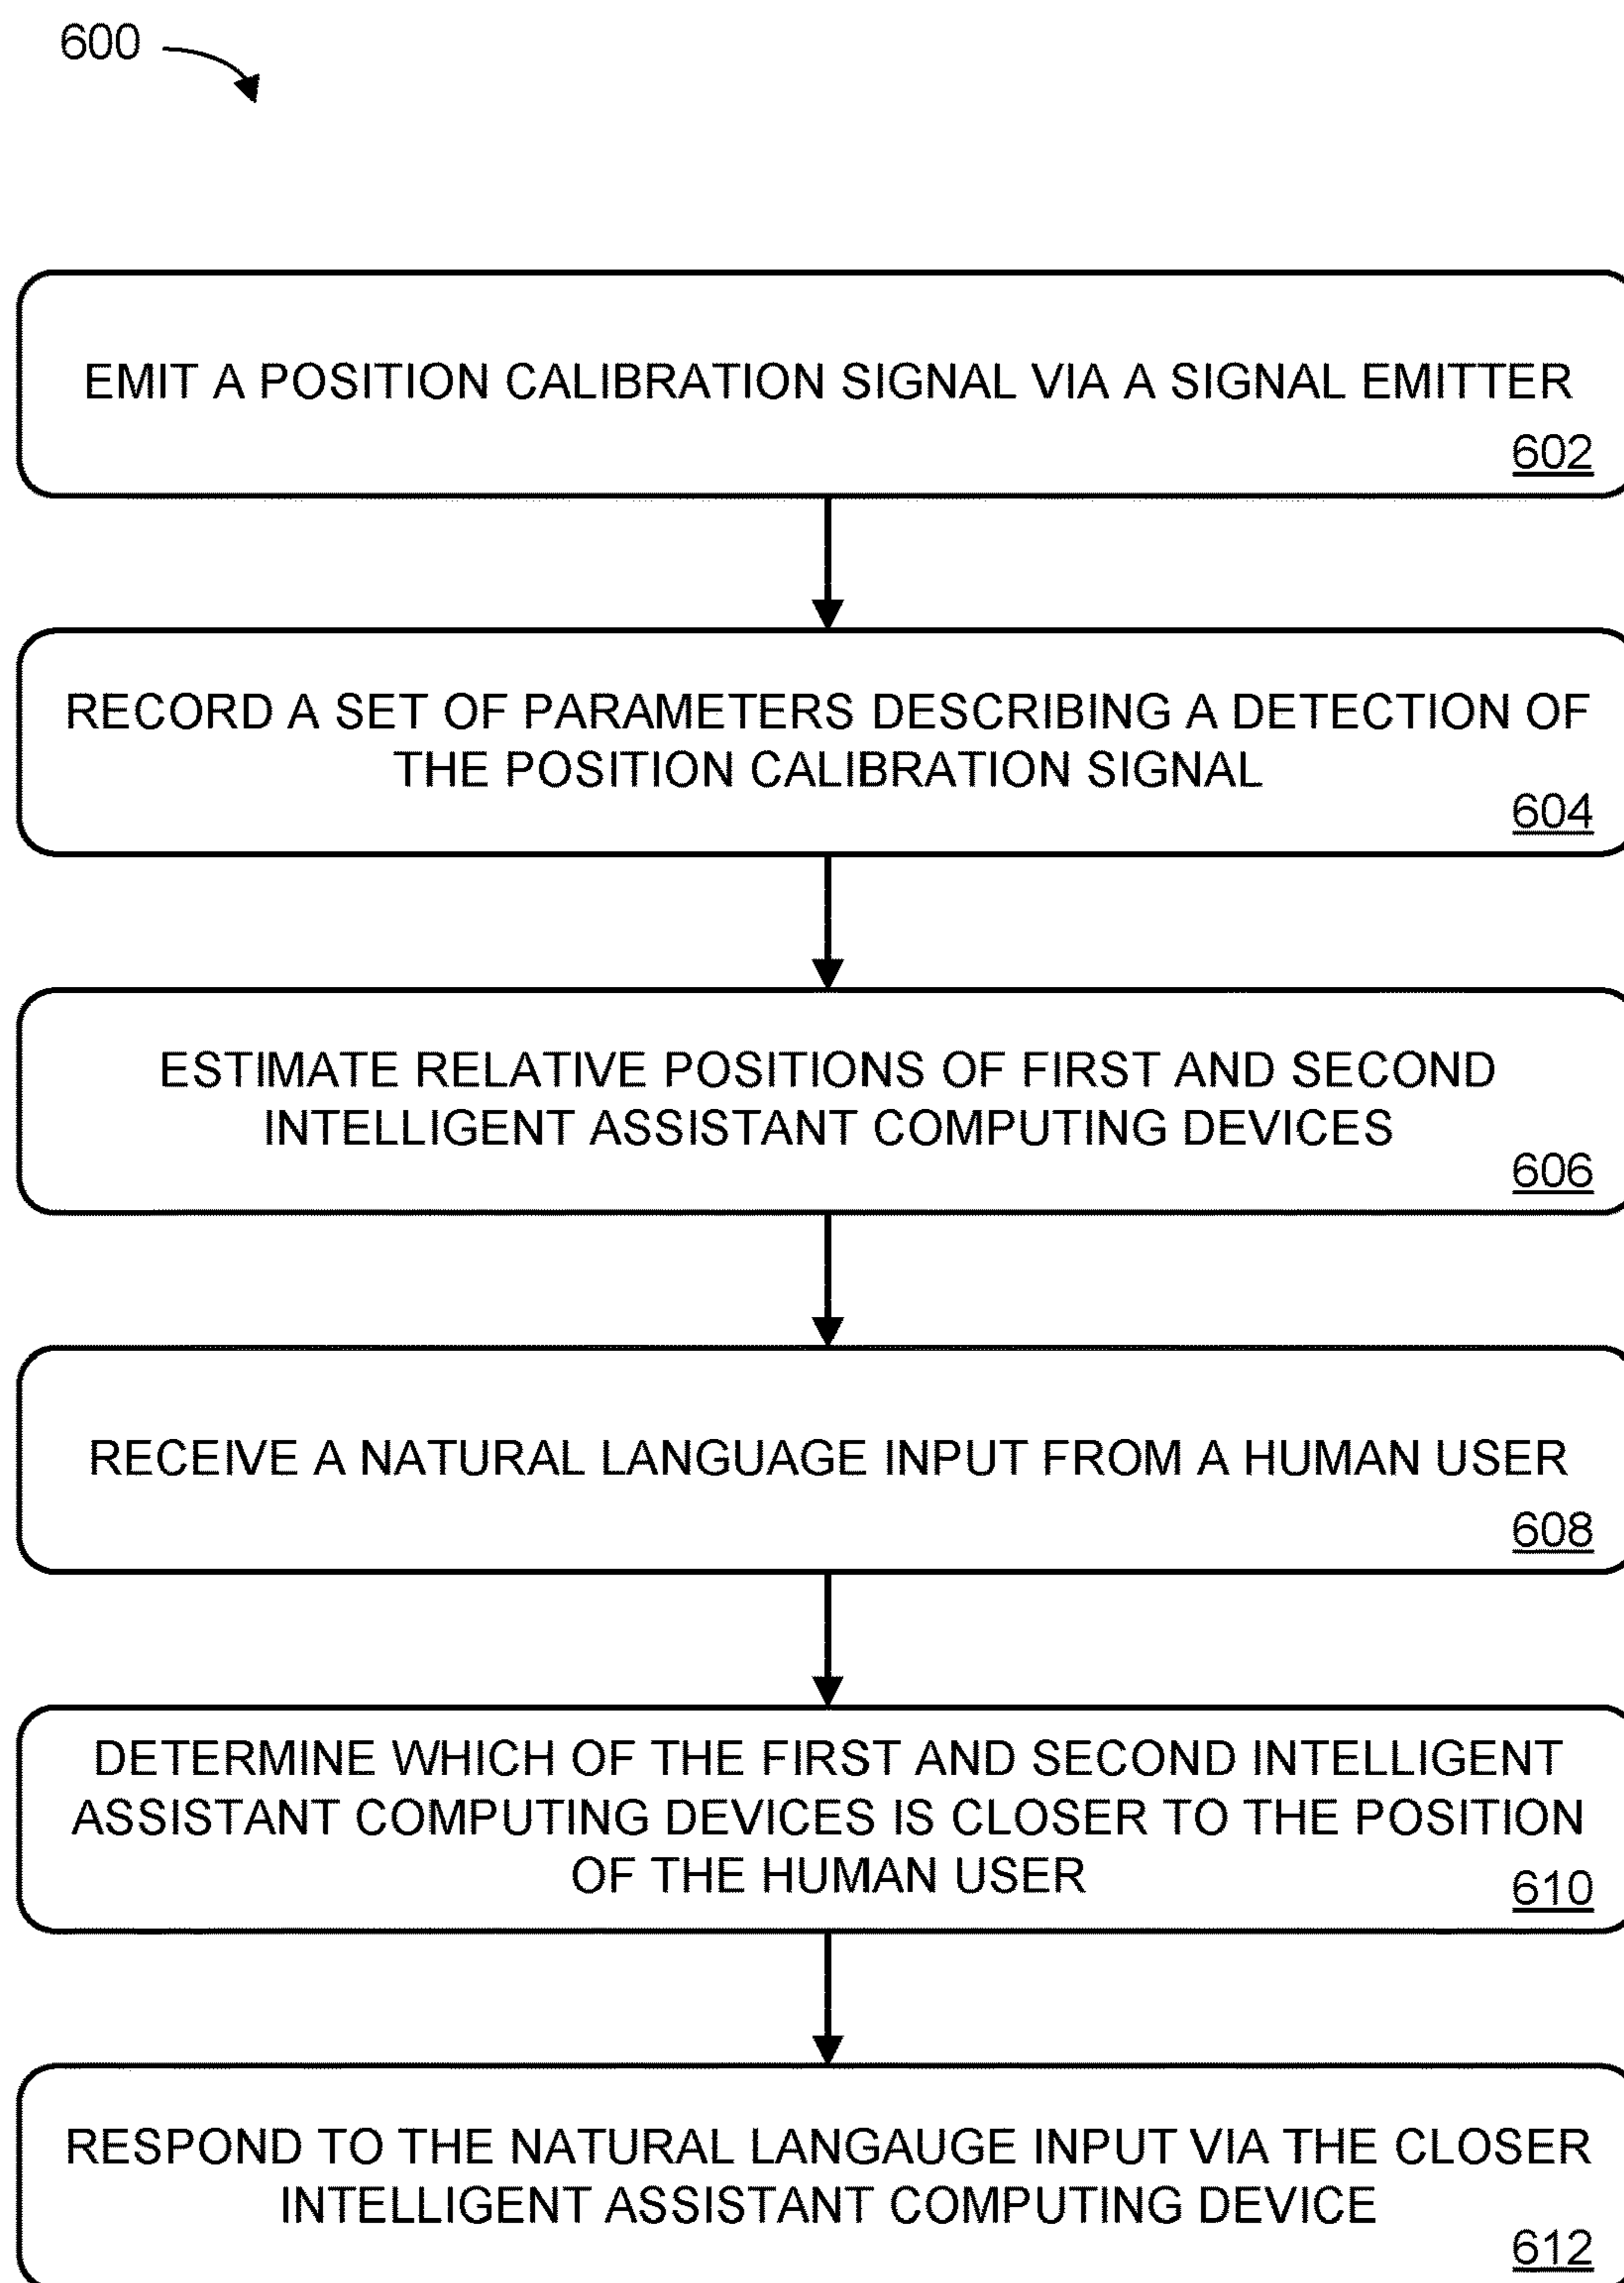 600
EMIT A POSITION CALIBRATION SIGNAL VIA A SIGNAL EMITTER
602
RECORD A SET OF PARAMETERS DESCRIBING A DETECTION OF
THE POSITION CALIBRATION SIGNAL
604
ESTIMATE RELATIVE POSITIONS OF FIRST AND SECOND
INTELLIGENT ASSISTANT COMPUTING DEVICES
606
RECEIVE A NATURAL LANGUAGE INPUT FROM A HUMAN USER
608
DETERMINE WHICH OF THE FIRST AND SECOND INTELLIGENT
ASSISTANT COMPUTING DEVICES IS CLOSER TO THE POSITION
OF THE HUMAN USER
610
RESPOND TO THE NATURAL LANGAUGE INPUT VIA THE CLOSER
INTELLIGENT ASSISTANT COMPUTING DEVICE
612